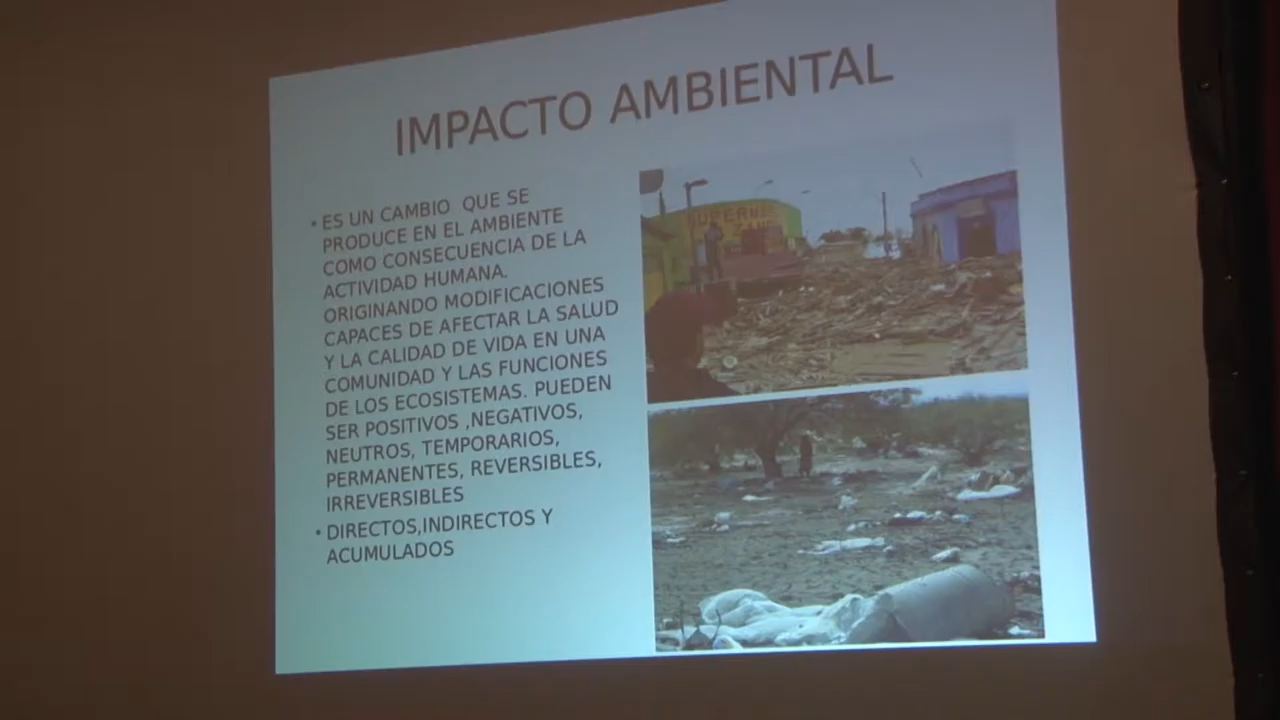 IMPACTO AMBIENTAL
• ES UN CAMBIO QUE SE
PRODUCE EN EL AMBIENTE
COMO CONSECUENCIA DE LA
ACTIVIDAD HUMANA.
ORIGINANDO MODIFICACIONES
CAPACES DE AFECTAR LA SALUD
Y LA CALIDAD DE VIDA EN UNA
COMUNIDAD Y LAS FUNCIONES
DE LOS ECOSISTEMAS. PUEDEN
SER POSITIVOS ,NEGATIVOS,
NEUTROS, TEMPORARIOS,
PERMANENTES, REVERSIBLES,
IRREVERSIBLES
• DIRECTOS,INDIRECTOS Y
ACUMULADOS